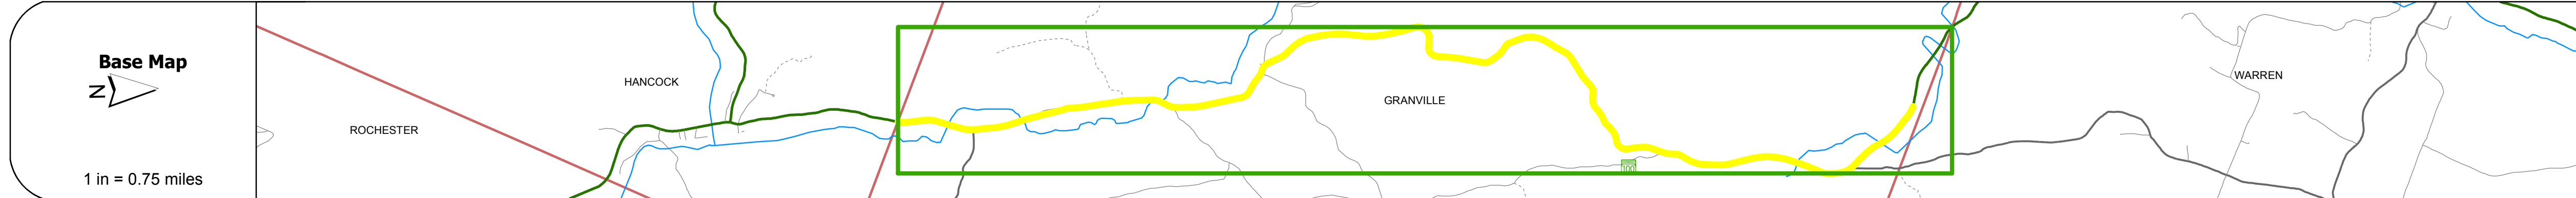 Base Map
N
1 in = 0.75 miles
ROCHESTER
HANCOCK
GRANVILLE
100
WARREN